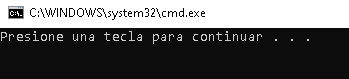 C:\WINDOWS\system32\cmd.exe
Presione una tecla para continuar . . .